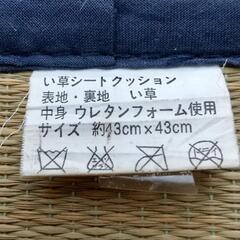 い草シートクッション
表地・裏地　い草
中身 ウレタンフォーム使用
サイズ 約43cm×43cm